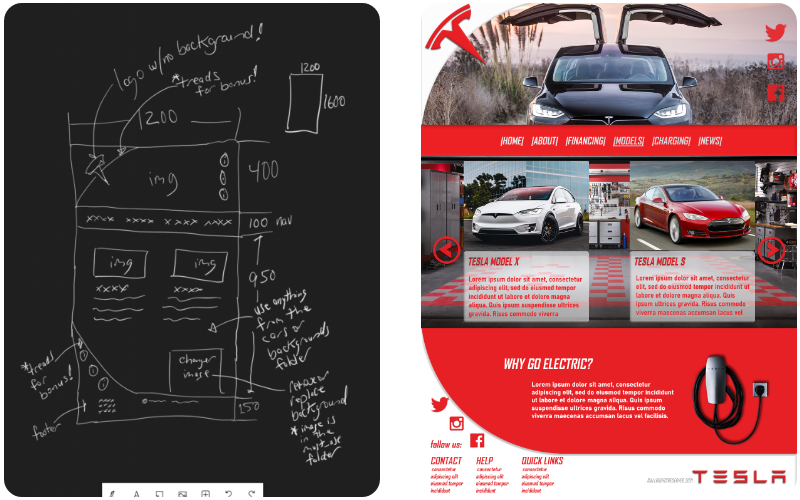 logo w/no background!
*treads
for bonus!
1200
1200
1600
img
400
xxxx xxxx xxxx xxxx
100 nav
img
img
xxxx
xxxx
950
use anything
from the
cars or
backgrounds
folder
charger
image
*treads
for bonus!
footer
replace
background
*image is
in the
folder
150
|HOME| |ABOUT| |FINANCING| |MODELS| |CHARGING| |NEWS|
TESLA MODEL X
Lorem ipsum dolor sit amet, consectetur
adipiscing elit, sed do eiusmod tempor
incididunt ut labore et dolore magna
aliqua. Quis ipsum suspendisse ultrices
gravida. Risus commodo viverra
TESLA MODEL S
Lorem ipsum dolor sit amet, consectetur
adipiscing elit, sed do eiusmod tempor
incididunt ut labore et dolore magna
aliqua. Quis ipsum suspendisse ultrices
viverra maecenas accumsan lacus vel
WHY GO ELECTRIC?
Lorem ipsum dolor sit amet, consectetur
adipiscing elit, sed do eiusmod tempor
incididunt ut labore et dolore magna
aliqua. Quis ipsum suspendisse ultrices
gravida. Risus commodo
viverra maecenas accumsan lacus vel facilisis.
follow us:
CONTACT
consectetur
adipiscing elit
eiusmod tempor
incididunt
HELP
consectetur
adipiscing elit
eiusmod tempor
incididunt
QUICK LINKS
consectetur
adipiscing elit
eiusmod tempor
incididunt
TESLA